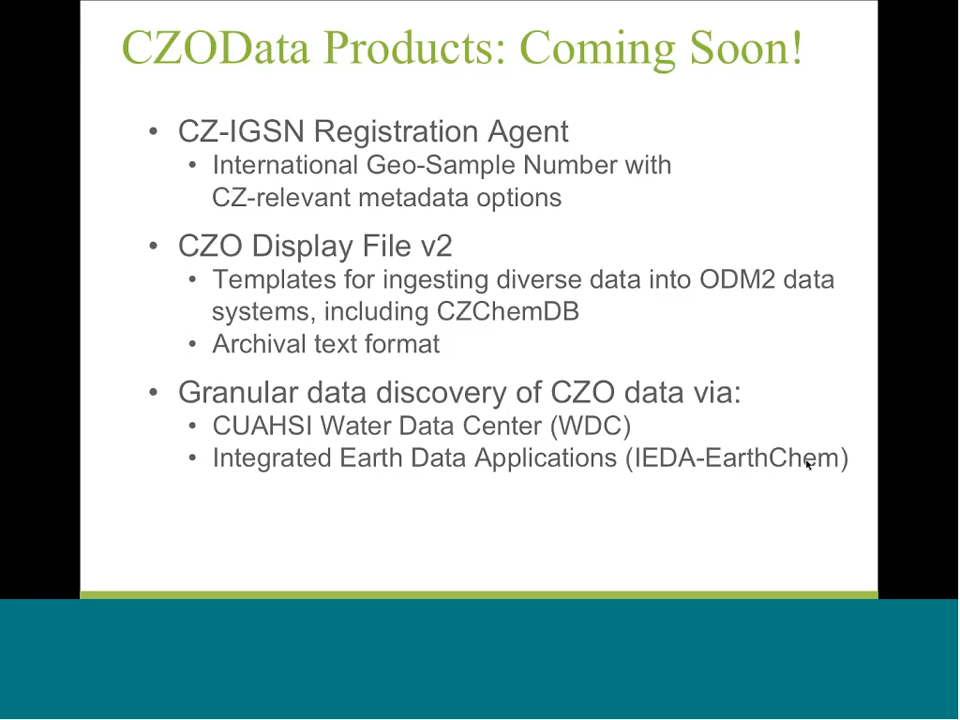 CZOData Products: Coming Soon!
• CZ-IGSN Registration Agent
• International Geo-Sample Number with
CZ-relevant metadata options
• CZO Display File v2
• Templates for ingesting diverse data into ODM2 data
systems, including CZChemDB
• Archival text format
• Granular data discovery of CZO data via:
• CUAHSI Water Data Center (WDC)
• Integrated Earth Data Applications (IEDA-EarthChem)